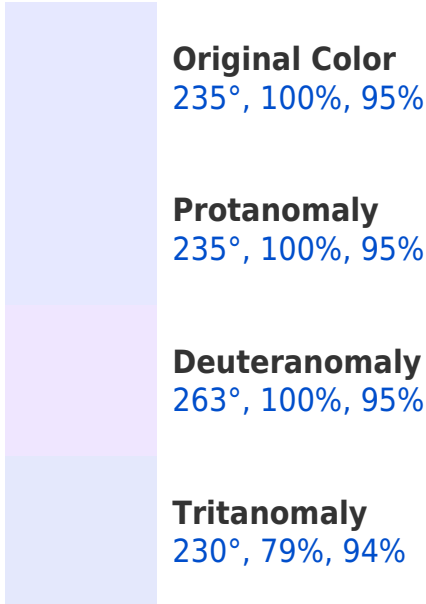 Original Color
235°, 100%, 95%
Protanomaly
235°, 100%, 95%
Deuteranomaly
263°, 100%, 95%
Tritanomaly
230°, 79%, 94%